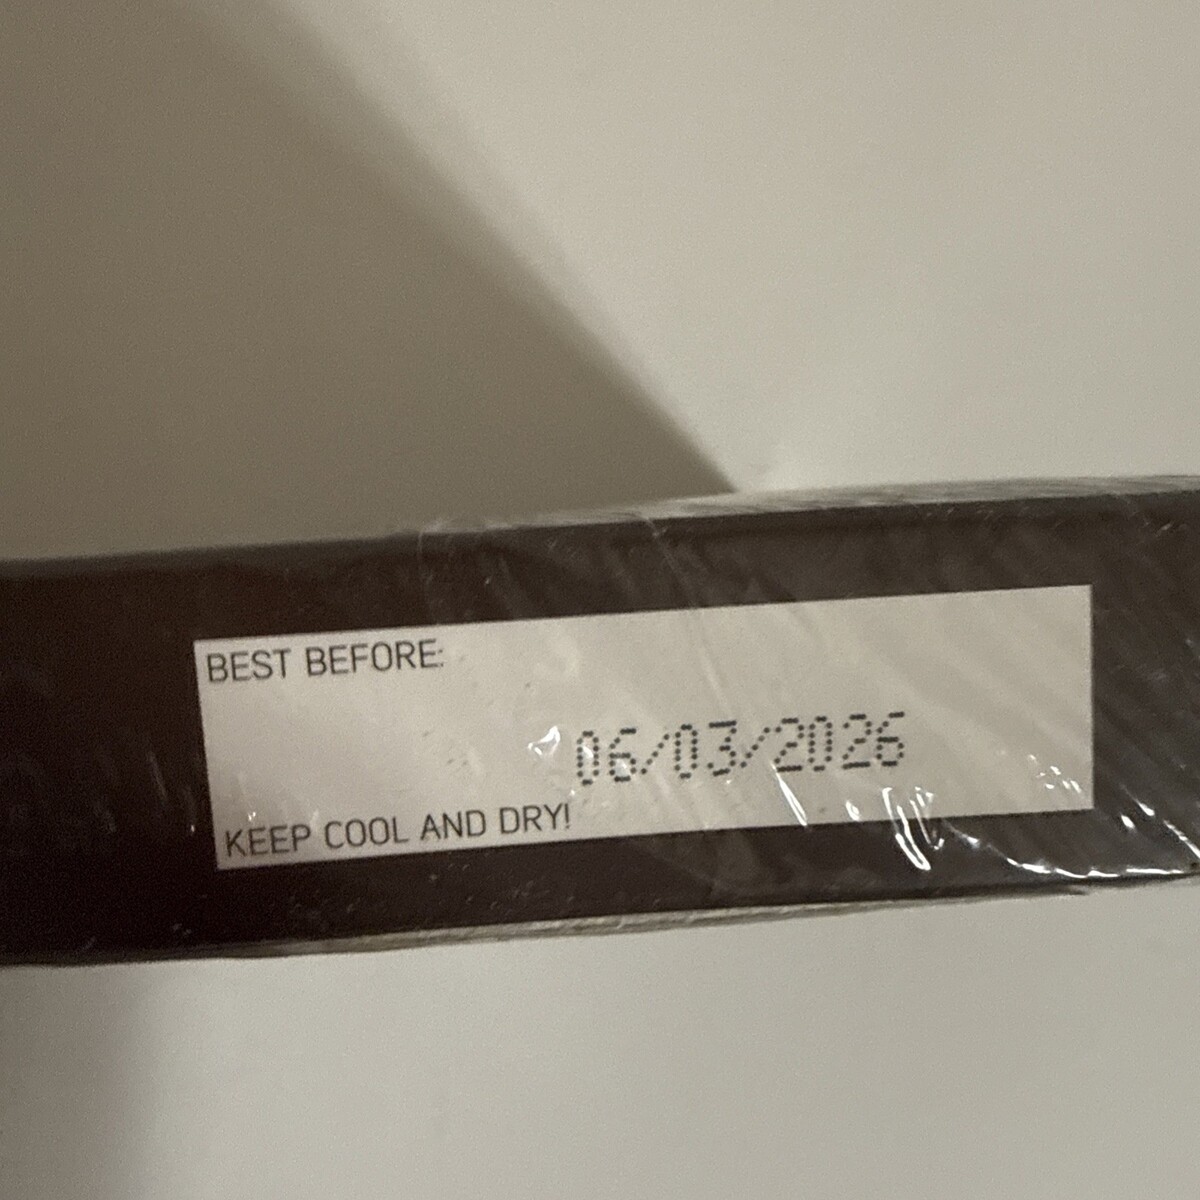 BEST BEFORE:
06/03/2026
KEEP COOL AND DRY!